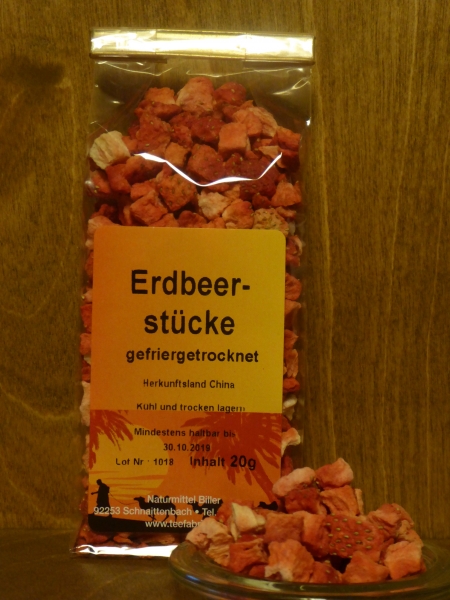 Erdbeer-
stücke
gefriergetrocknet
Herkunftsland China
Kühl und trocken lagern
Mindestens haltbar bis
30.10.2019
Lot Nr 1018 Inhalt 20g
Naturmittel Biller
92253 Schnaittenbach • Tel.
www.teefab